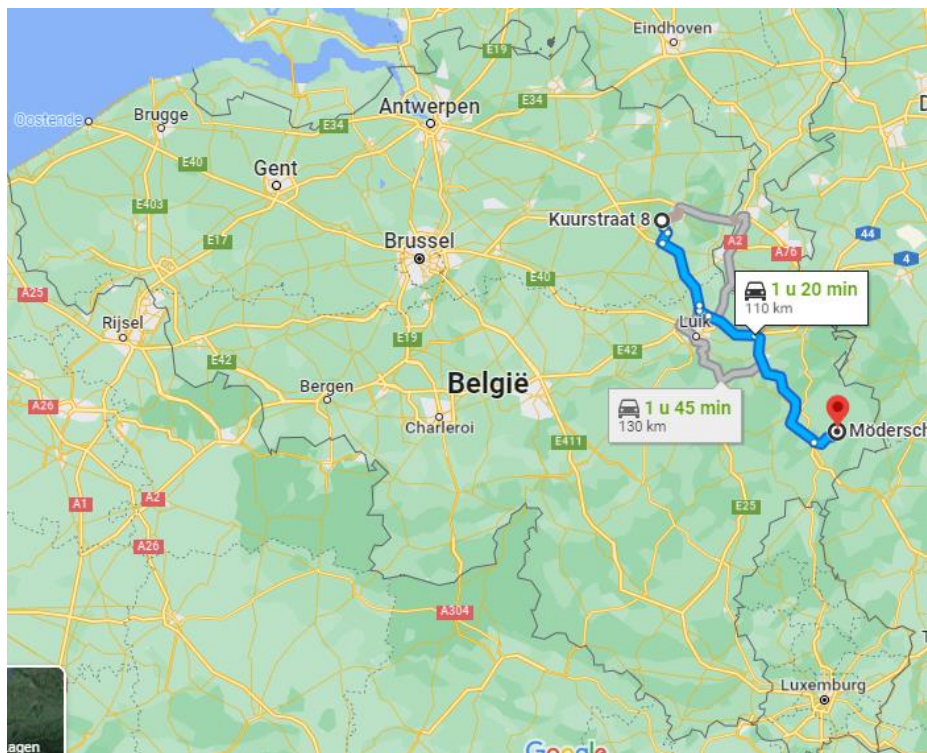 Eindhoven
E19
Oostende
Brugge
Antwerpen
E34
E34
E40
Gent
E403
Kuurstraat 8
E17
Brussel
A2
A76
44
4
E40
A25
1 u 20 min
110 km
Rijsel
Luik
E19
E42
E42
België
Bergen
1 u 45 min
130 km
A26
Charleroi
Mödersch
E411
A1
A2
E25
A26
A304
Luxemburg
lagen
Google